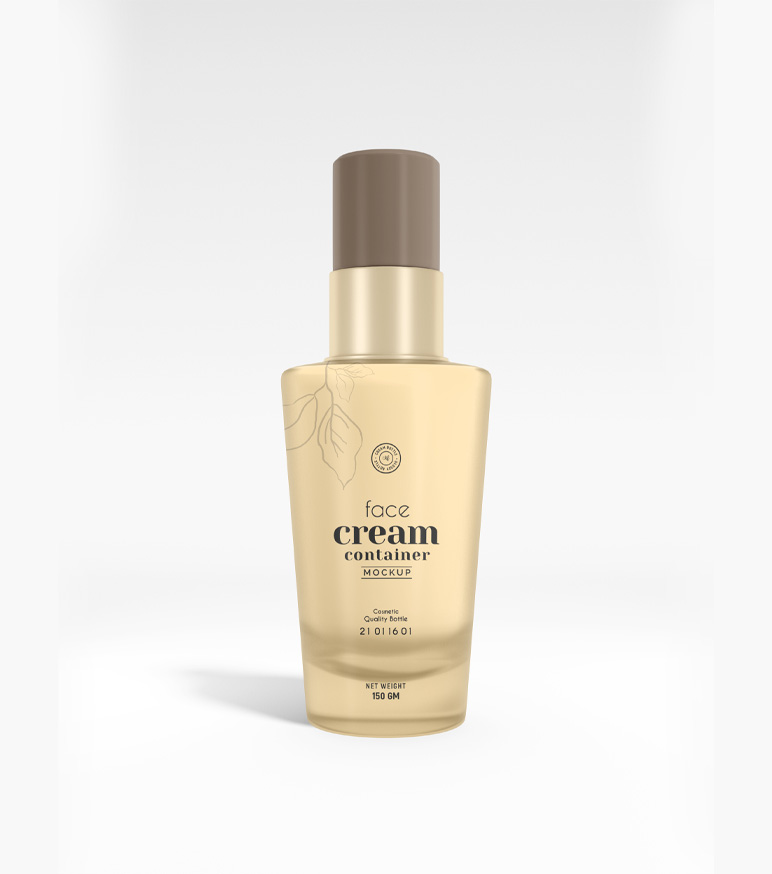 face
cream
container
MOCKUP
Cosmetic
Quality Bottle
21 01 16 01
NET WEIGHT
150 GM